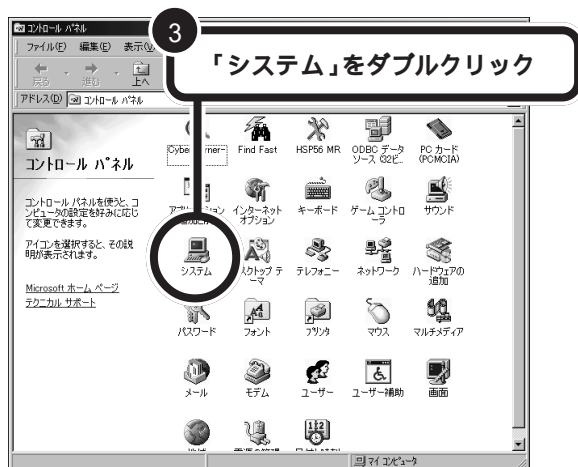 コントロール パネル
ファイル(F) 編集(E)
3
「システム」をダブルクリック
戻る 進む 上へ
アドレス(D) コントロール パネル
コントロール パネル
コントロール パネルを使うと、コ
ンピュータの設定を好みに応じ
て変更できます。
アイコンを選択すると、その説
明が表示されます。
Microsoft ホーム ページ
テクニカル サポート
Find Fast
HSP56 MR
ODBC データ
ソース (32ビ...
PC カード
(PCMCIA)
インターネット
オプション
キーボード
ゲーム コントロ
ーラ
サウンド
システム
テレフォニー
ネットワーク
ハードウェアの
追加
パスワード
フォント
プリンタ
マウス
マルチメディア
メール
モデム
ユーザー
ユーザー補助
画面
マイ コンピュータ